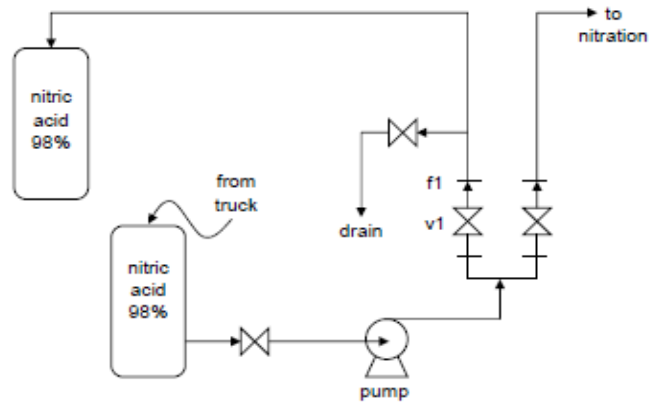 to
nitration
nitric
acid
98%
f1
from
truck
v1
drain
nitric
acid
98%
pump